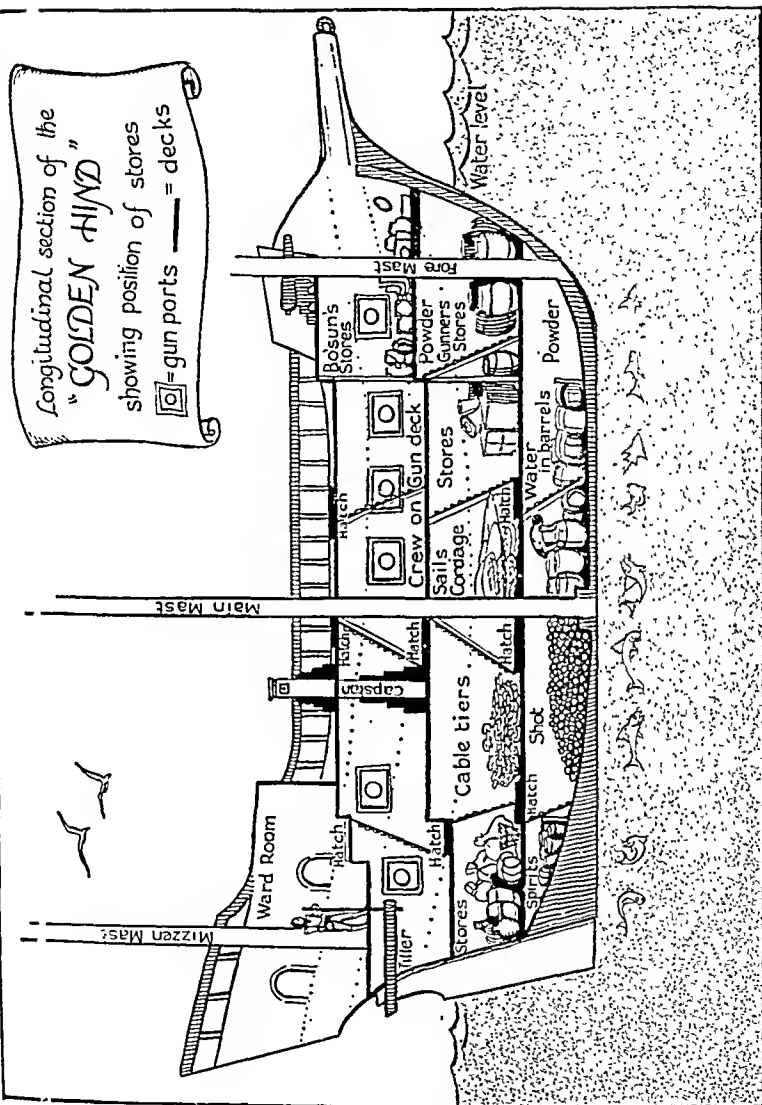 Longitudinal section of the
"GOLDEN HIND"
showing position of stores
=gun ports = decks
Mizzen Mast
Ward Room
Main Mast
Fore Mast
Capstan
Hatch
Hatch
Hatch
Hatch
Hatch
Hatch
Tiller
Crew on Gun deck
Bo'sun's
Stores
Water level
Stores
Cable tiers
Hatch
Sails
Cordage
Hatch
Stores
Powder
Gunners
Stores
Spirits
Hatch
Shot
Water
in barrels
Powder